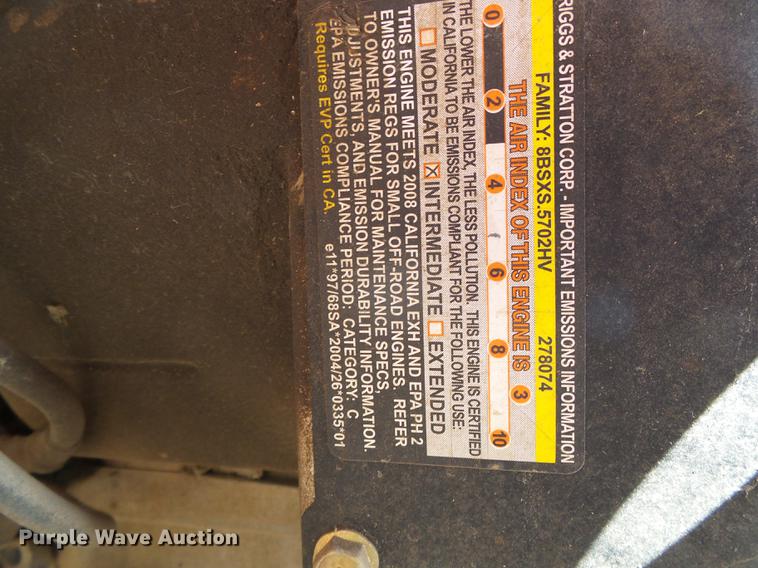 RIGGS & STRATTON CORP. - IMPORTANT EMISSIONS INFORMATION
FAMILY: 8BSXS.5702HV 278074
THE AIR INDEX OF THIS ENGINE IS 3
0 2 4 6 8 10
THE LOWER THE AIR INDEX, THE LESS POLLUTION. THIS ENGINE IS CERTIFIED
IN CALIFORNIA TO BE EMISSIONS COMPLIANT FOR THE FOLLOWING USE:
☐ MODERATE ☒ INTERMEDIATE ☐ EXTENDED
THIS ENGINE MEETS 2008 CALIFORNIA EXH AND EPA PH 2
EMISSION REGS FOR SMALL OFF-ROAD ENGINES. REFER
TO OWNER'S MANUAL FOR MAINTENANCE SPECS,
ADJUSTMENTS, AND EMISSION DURABILITY INFORMATION.
EPA EMISSIONS COMPLIANCE PERIOD: CATEGORY: C
Requires EVP Cert in CA. e11*97/68SA*2004/26*0335*01
Purple Wave Auction